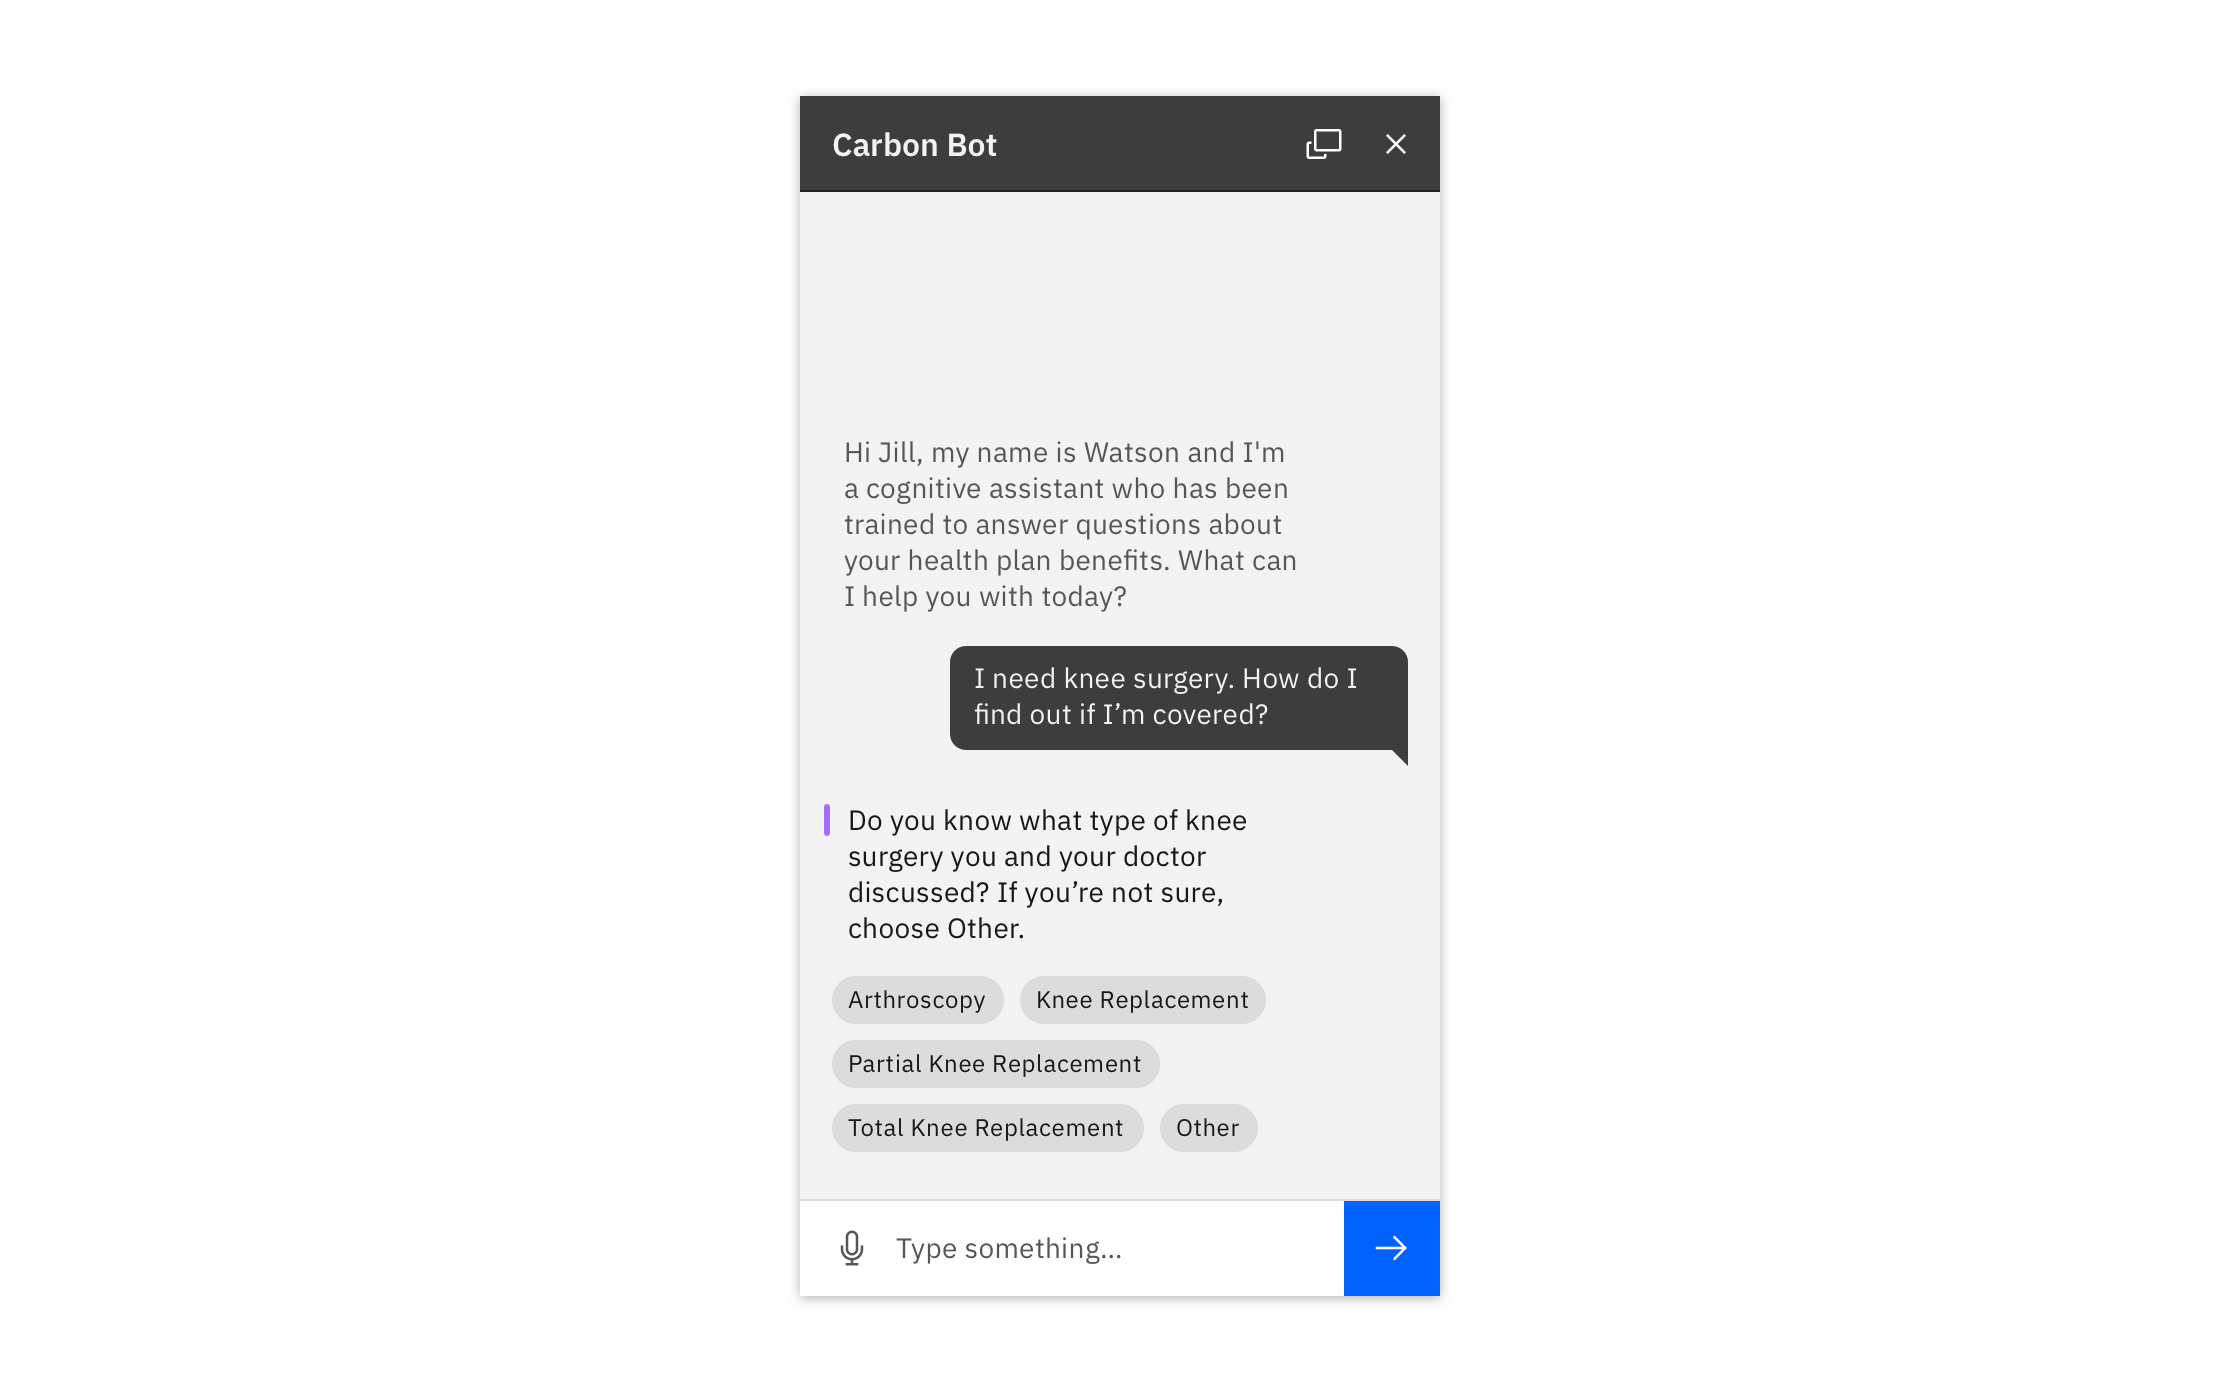 Carbon Bot
Hi Jill, my name is Watson and I'm
a cognitive assistant who has been
trained to answer questions about
your health plan benefits. What can
I help you with today?
I need knee surgery. How do I
find out if I’m covered?
Do you know what type of knee
surgery you and your doctor
discussed? If you’re not sure,
choose Other.
Arthroscopy Knee Replacement
Partial Knee Replacement
Total Knee Replacement Other
Type something...